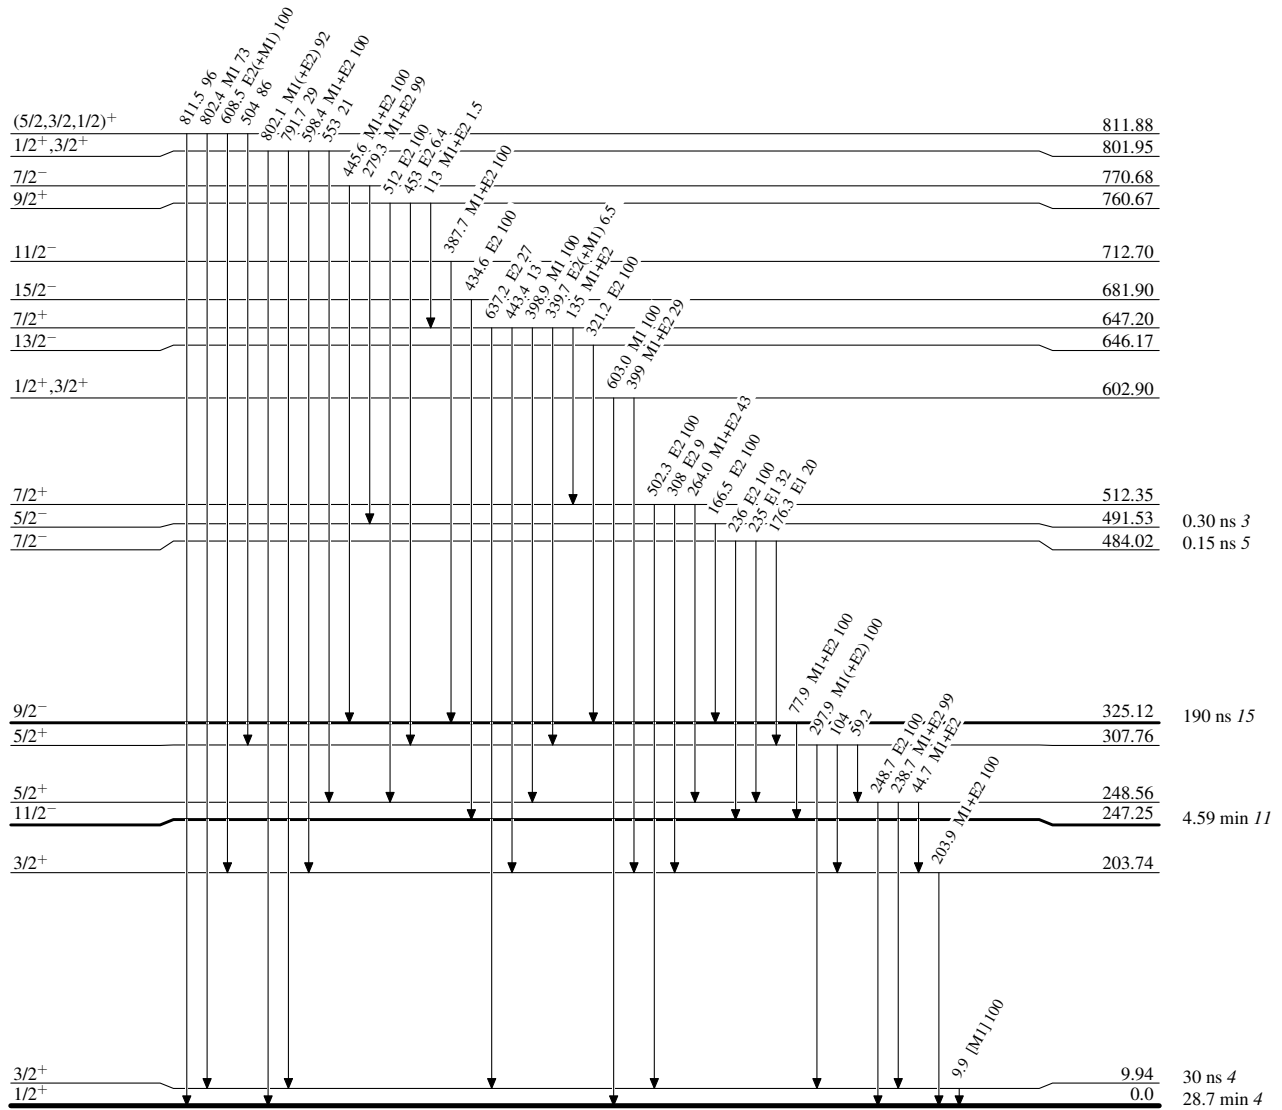 811.5 96
802.4 M1 73
608.5 E2(+M1) 100
504 86
802.1 M1(+E2) 92
791.7 29
598.4 M1+E2 100
553 21
445.6 M1+E2 100
279.3 M1+E2 99
512 E2 100
453 E2 6.4
113 M1+E2 1.5
387.7 M1+E2 100
434.6 E2 100
637.2 E2 27
443.4 13
398.9 M1 100
339.7 E2(+M1) 6.5
135 M1+E2
321.2 E2 100
603.0 M1 100
399 M1+E2 29
502.3 E2 100
308 E2 9
264.0 M1+E2 43
166.5 E2 100
236 E2 100
235 E1 32
176.3 E1 20
77.9 M1+E2 100
297.9 M1(+E2) 100
104
59.2
248.7 E2 100
238.7 M1+E2 99
44.7 M1+E2
203.9 M1+E2 100
9.9 [M1] 100
(5/2,3/2,1/2)⁺ 811.88
1/2⁺,3/2⁺ 801.95
7/2⁻ 770.68
9/2⁺ 760.67
11/2⁻ 712.70
15/2⁻ 681.90
7/2⁺ 647.20
13/2⁻ 646.17
1/2⁺,3/2⁺ 602.90
7/2⁺ 512.35
5/2⁻ 491.53 0.30 ns 3
7/2⁻ 484.02 0.15 ns 5
9/2⁻ 325.12 190 ns 15
5/2⁺ 307.76
5/2⁺ 248.56
11/2⁻ 247.25 4.59 min 11
3/2⁺ 203.74
3/2⁺ 9.94 30 ns 4
1/2⁺ 0.0 28.7 min 4